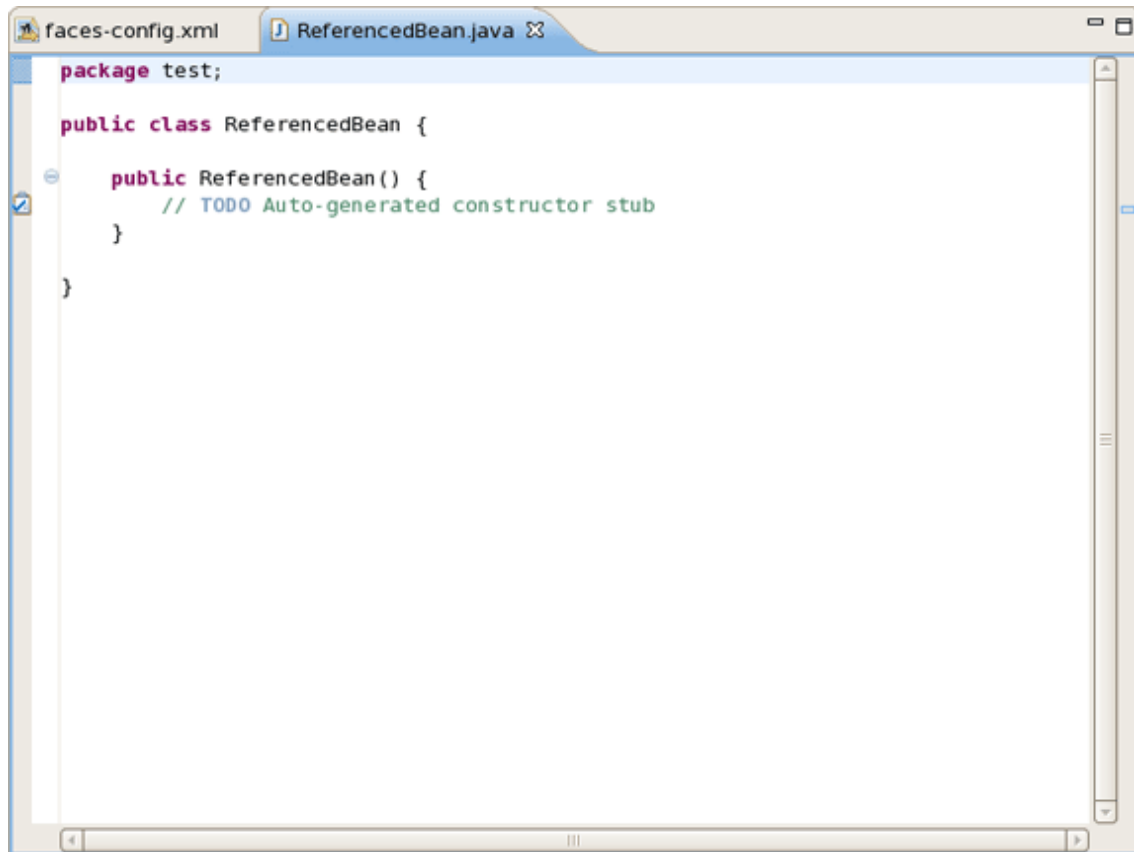 faces-config.xml ReferencedBean.java
package test;
public class ReferencedBean {
public ReferencedBean() {
// TODO Auto-generated constructor stub
}
}